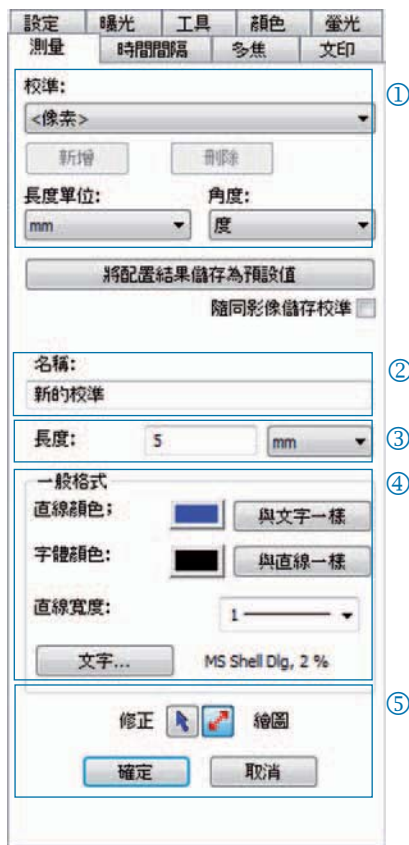 設定 曝光 工具 顏色 螢光
測量 時間間隔 多焦 文印
校準:
①
<像素>
新增 刪除
長度單位: 角度:
mm 度
將配置結果儲存為預設值
隨同影像儲存校準
名稱:
②
新的校準
長度: 5 mm
③
一般格式
④
直線顏色; 與文字一樣
字體顏色: 與直線一樣
直線寬度: 1
文字... MS Shell Dlg, 2 %
⑤
修正 繪圖
確定 取消